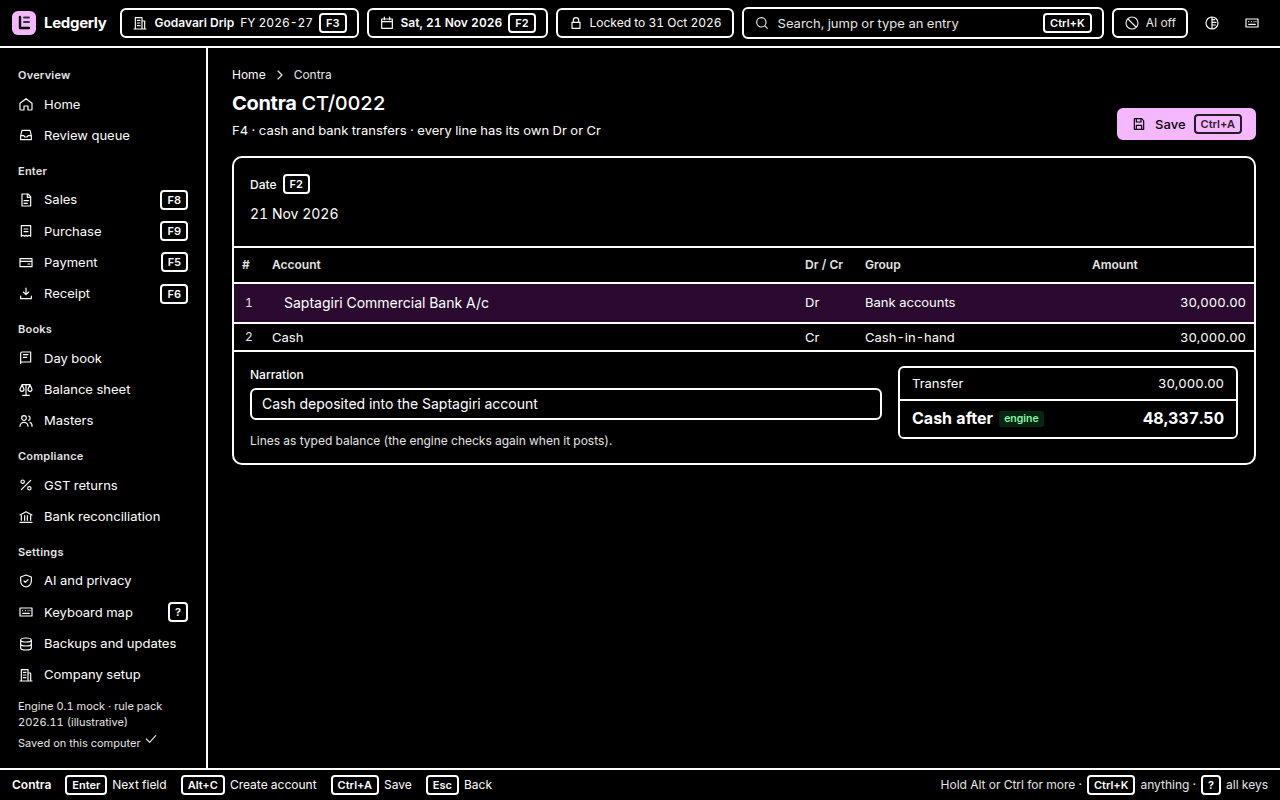 Ledgerly
Godavari Drip FY 2026-27 F3
Sat, 21 Nov 2026 F2
Locked to 31 Oct 2026
Search, jump or type an entry Ctrl+K
AI off
Overview
Home
Review queue
Enter
Sales F8
Purchase F9
Payment F5
Receipt F6
Books
Day book
Balance sheet
Masters
Compliance
GST returns
Bank reconciliation
Settings
AI and privacy
Keyboard map ?
Backups and updates
Company setup
Engine 0.1 mock · rule pack
2026.11 (illustrative)
Saved on this computer
Home Contra
Contra CT/0022
F4 · cash and bank transfers · every line has its own Dr or Cr
Save Ctrl+A
Date F2
21 Nov 2026
# Account Dr / Cr Group Amount
1 Saptagiri Commercial Bank A/c Dr Bank accounts 30,000.00
2 Cash Cr Cash-in-hand 30,000.00
Narration
Cash deposited into the Saptagiri account
Lines as typed balance (the engine checks again when it posts).
Transfer 30,000.00
Cash after engine 48,337.50
Contra Enter Next field Alt+C Create account Ctrl+A Save Esc Back
Hold Alt or Ctrl for more · Ctrl+K anything · ? all keys